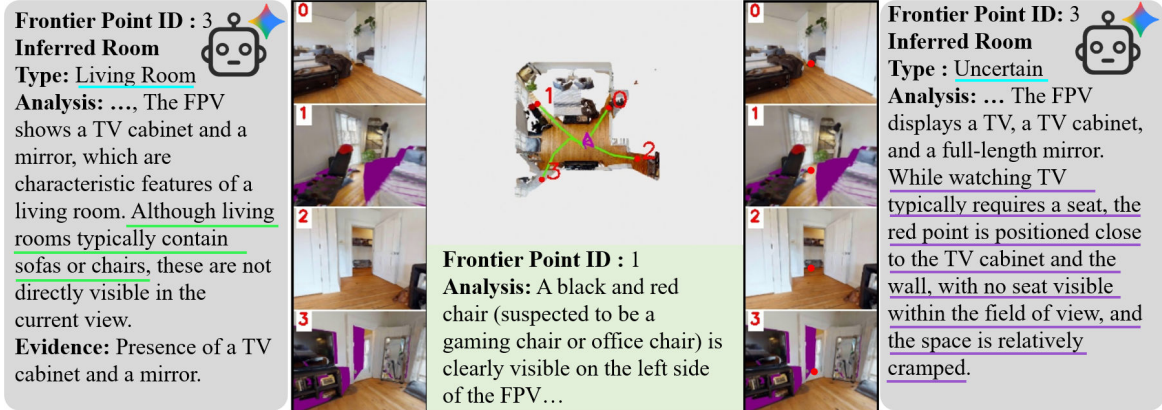 Frontier Point ID : 3
Inferred Room
Type: Living Room
Analysis: …, The FPV
shows a TV cabinet and a
mirror, which are
characteristic features of a
living room. Although living
rooms typically contain
sofas or chairs, these are not
directly visible in the
current view.
Evidence: Presence of a TV
cabinet and a mirror.
0
1
2
3
1
0
2
3
Frontier Point ID : 1
Analysis: A black and red
chair (suspected to be a
gaming chair or office chair) is
clearly visible on the left side
of the FPV…
0
1
2
3
Frontier Point ID: 3
Inferred Room
Type : Uncertain
Analysis: … The FPV
displays a TV, a TV cabinet,
and a full-length mirror.
While watching TV
typically requires a seat, the
red point is positioned close
to the TV cabinet and the
wall, with no seat visible
within the field of view, and
the space is relatively
cramped.